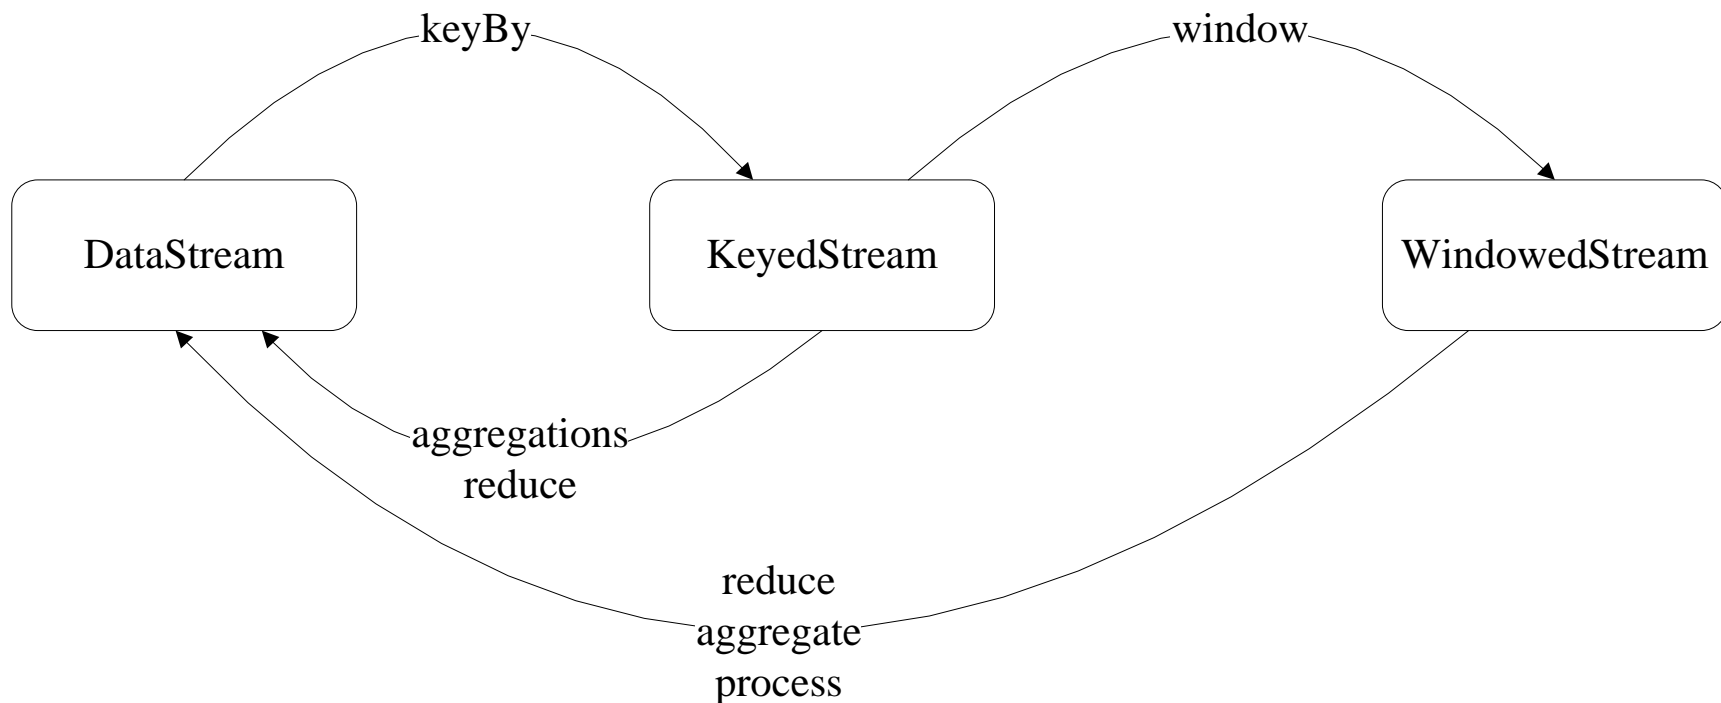 keyBy
window
DataStream
KeyedStream
WindowedStream
aggregations
reduce
reduce
aggregate
process